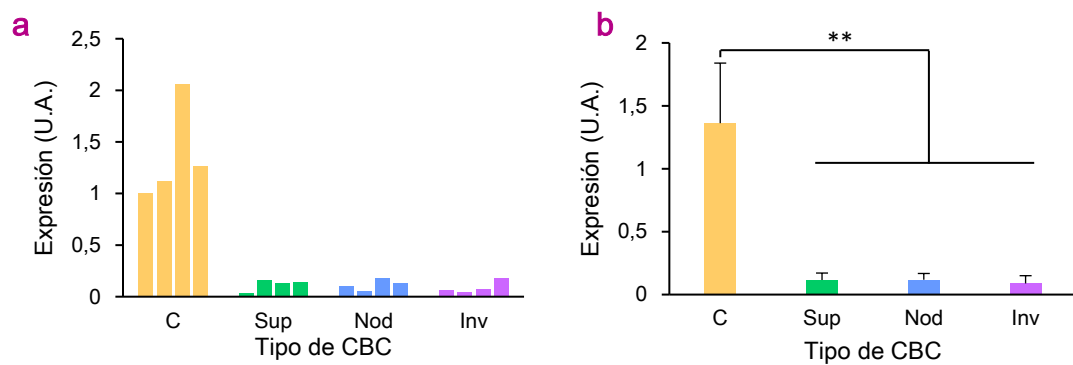 a
Expresión (U.A.)
2,5
2
1,5
1
0,5
0
C Sup Nod Inv
Tipo de CBC
b
Expresión (U.A.)
**
2
1,5
1
0,5
0
C Sup Nod Inv
Tipo de CBC